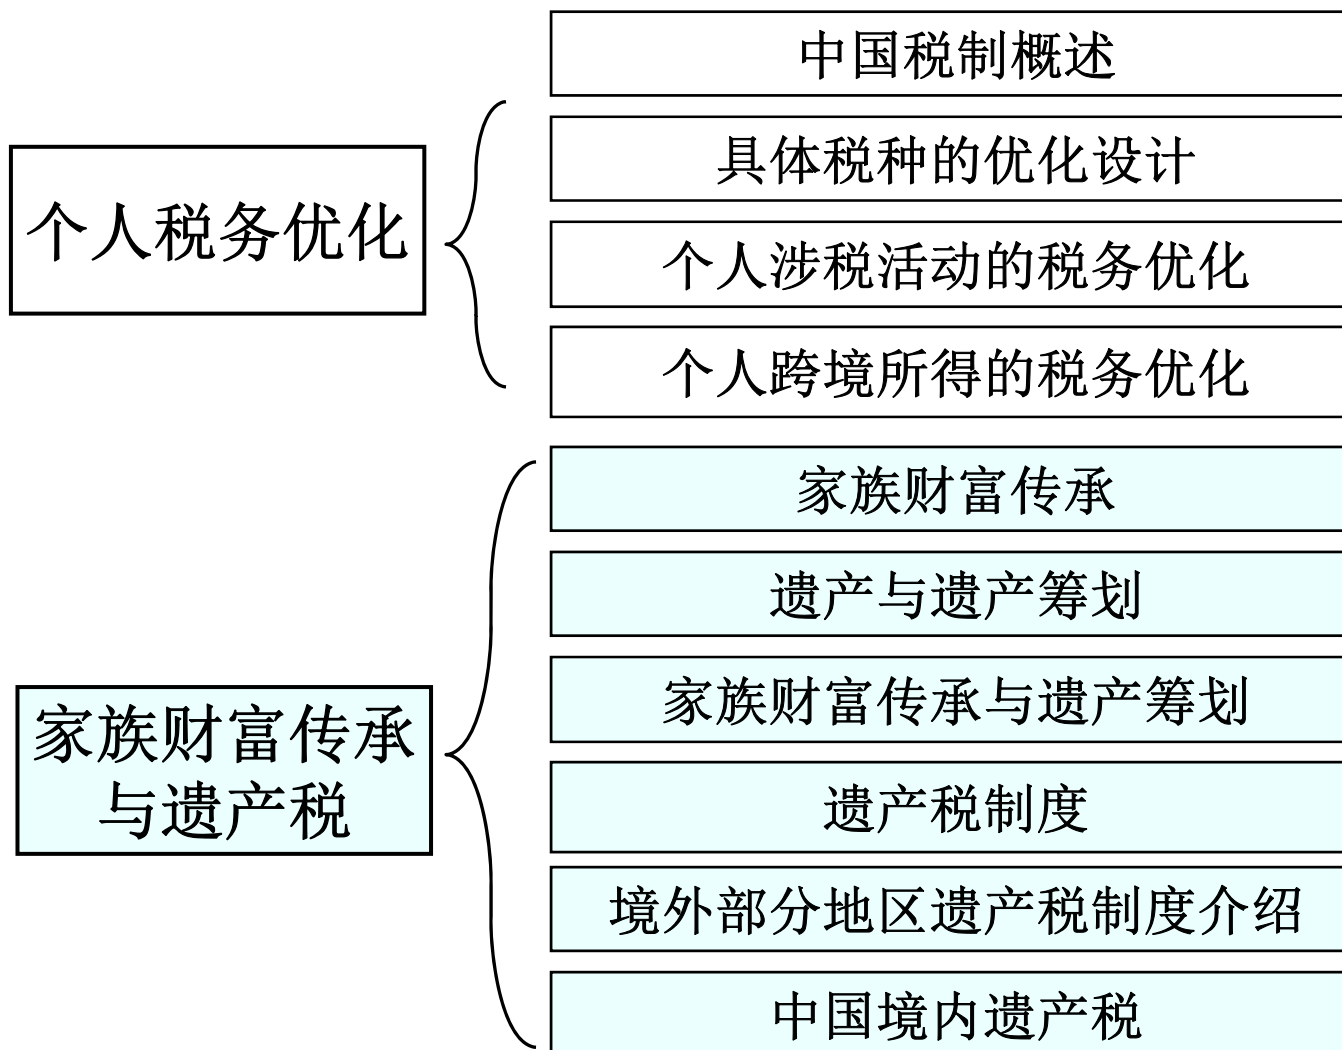 个人税务优化
中国税制概述
具体税种的优化设计
个人涉税活动的税务优化
个人跨境所得的税务优化
家族财富传承
与遗产税
家族财富传承
遗产与遗产筹划
家族财富传承与遗产筹划
遗产税制度
境外部分地区遗产税制度介绍
中国境内遗产税